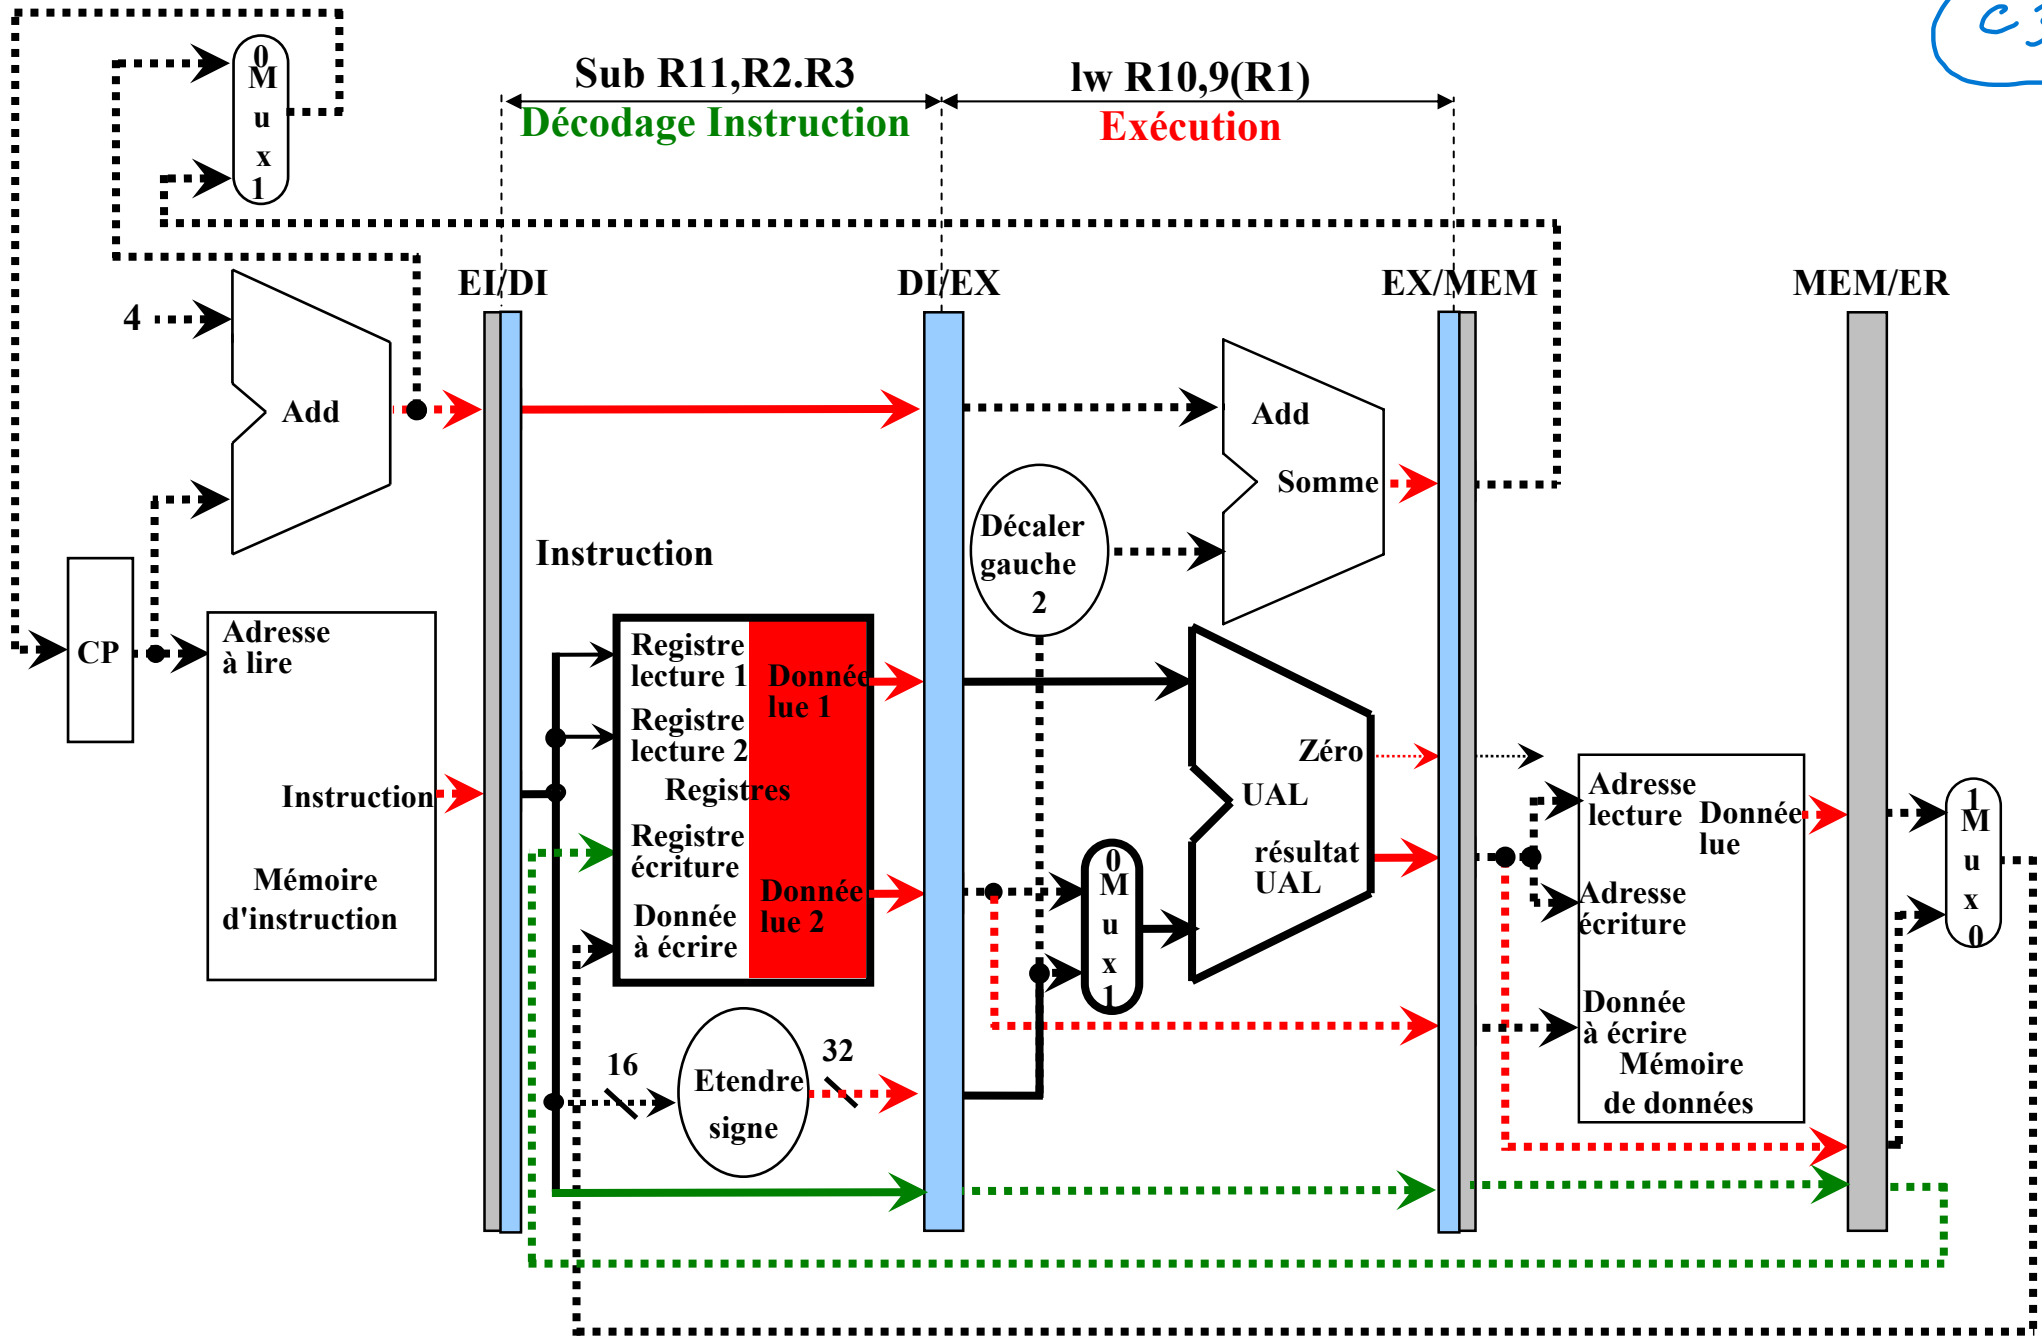 C3
Sub R11,R2.R3
lw R10,9(R1)
Décodage Instruction
Exécution
0
M
u
x
1
EI/DI
DI/EX
EX/MEM
MEM/ER
4
Add
Add
Somme
Décaler
gauche
2
Instruction
CP
Adresse
à lire
Instruction
Mémoire
d'instruction
Registre
lecture 1
Donnée
lue 1
Registre
lecture 2
Registres
Registre
écriture
Donnée
lue 2
Donnée
à écrire
16
Etendre
signe
32
0
M
u
x
1
Zéro
UAL
résultat
UAL
Adresse
lecture
Donnée
lue
Adresse
écriture
Donnée
à écrire
Mémoire
de données
1
M
u
x
0